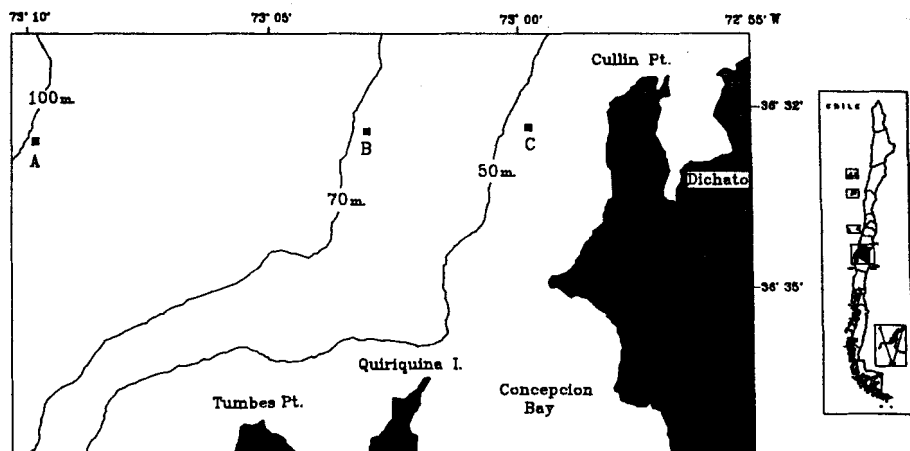 73° 10'
73° 05'
73° 00'
72° 55' W
Cullin Pt.
100m.
36° 32'
CHILE
A
B
C
50m.
Dichato
70m.
36° 35'
Quiriquina I.
Tumbes Pt.
Concepcion
Bay